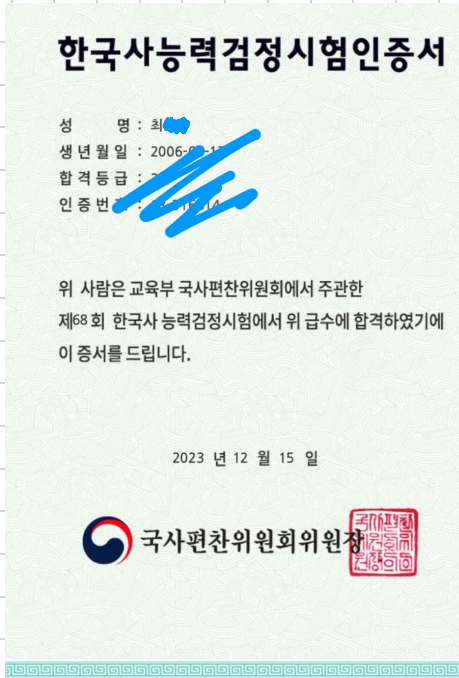 한국사능력검정시험인증서
성 명 : 최
생년월일 : 2006-
합격등급 :
인증번 :
위 사람은 교육부 국사편찬위원회에서 주관한
제68회 한국사 능력검정시험에서 위 급수에 합격하였기에
이 증서를 드립니다.
2023 년 12 월 15 일
국사편찬위원회위원장